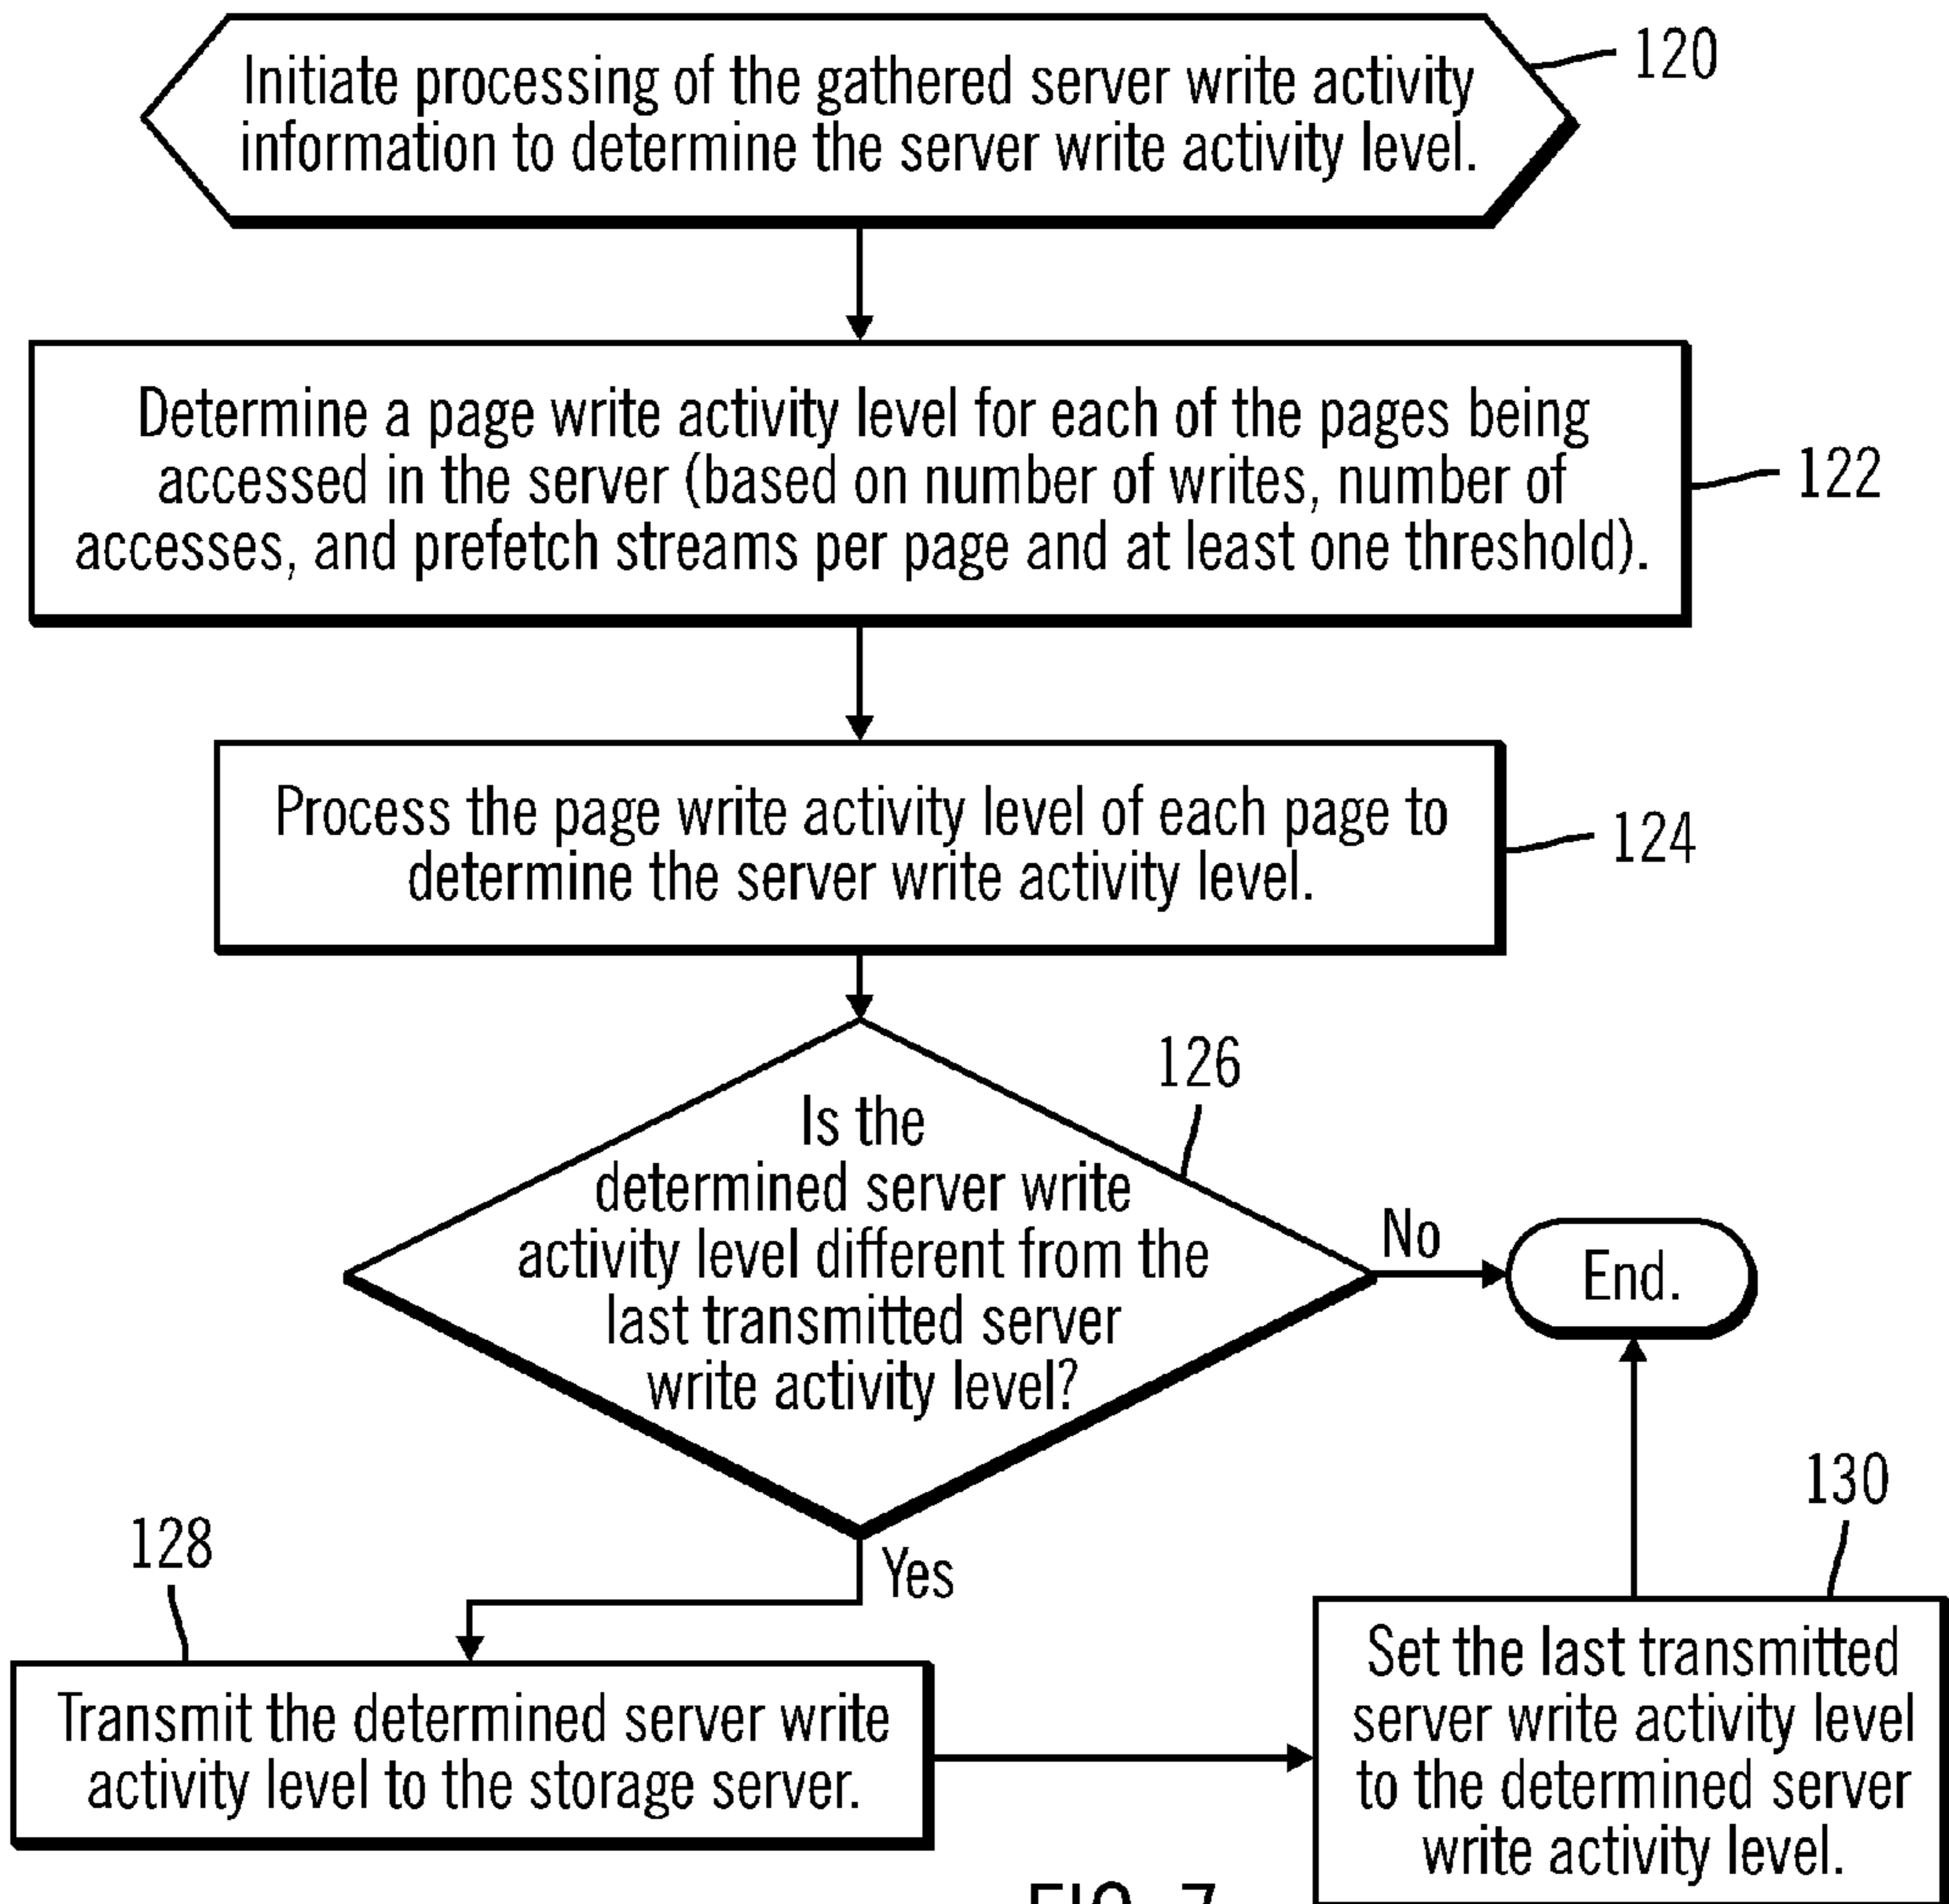 Initiate processing of the gathered server write activity
information to determine the server write activity level.
120
Determine a page write activity level for each of the pages being
accessed in the server (based on number of writes, number of
accesses, and prefetch streams per page and at least one threshold).
122
Process the page write activity level of each page to
determine the server write activity level.
124
126
Is the
determined server write
activity level different from the
last transmitted server
write activity level?
No
End.
Yes
128
Transmit the determined server write
activity level to the storage server.
130
Set the last transmitted
server write activity level
to the determined server
write activity level.
FIG. 7